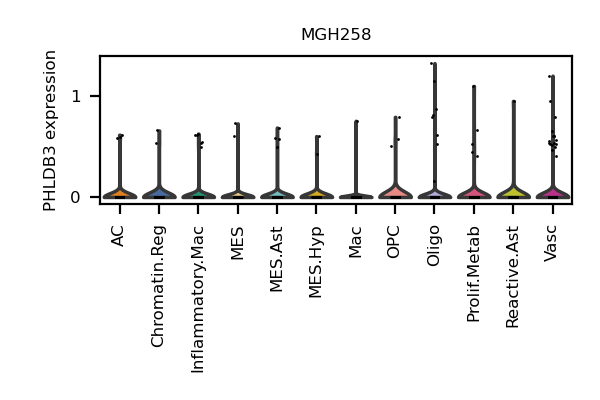 MGH258
PHLDB3 expression
1
0
AC
Chromatin.Reg
Inflammatory.Mac
MES
MES.Ast
MES.Hyp
Mac
OPC
Oligo
Prolif.Metab
Reactive.Ast
Vasc